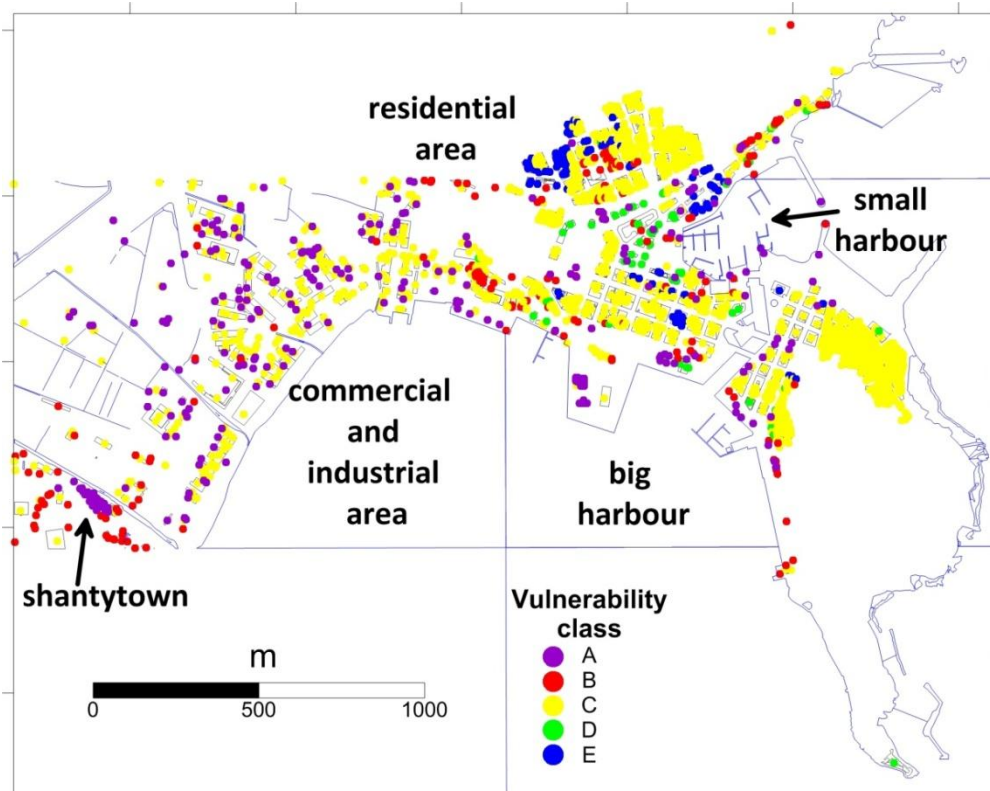 residential
area
small
harbour
commercial
and
industrial
area
big
harbour
shantytown
Vulnerability
class
A
B
C
D
E
m
0 500 1000